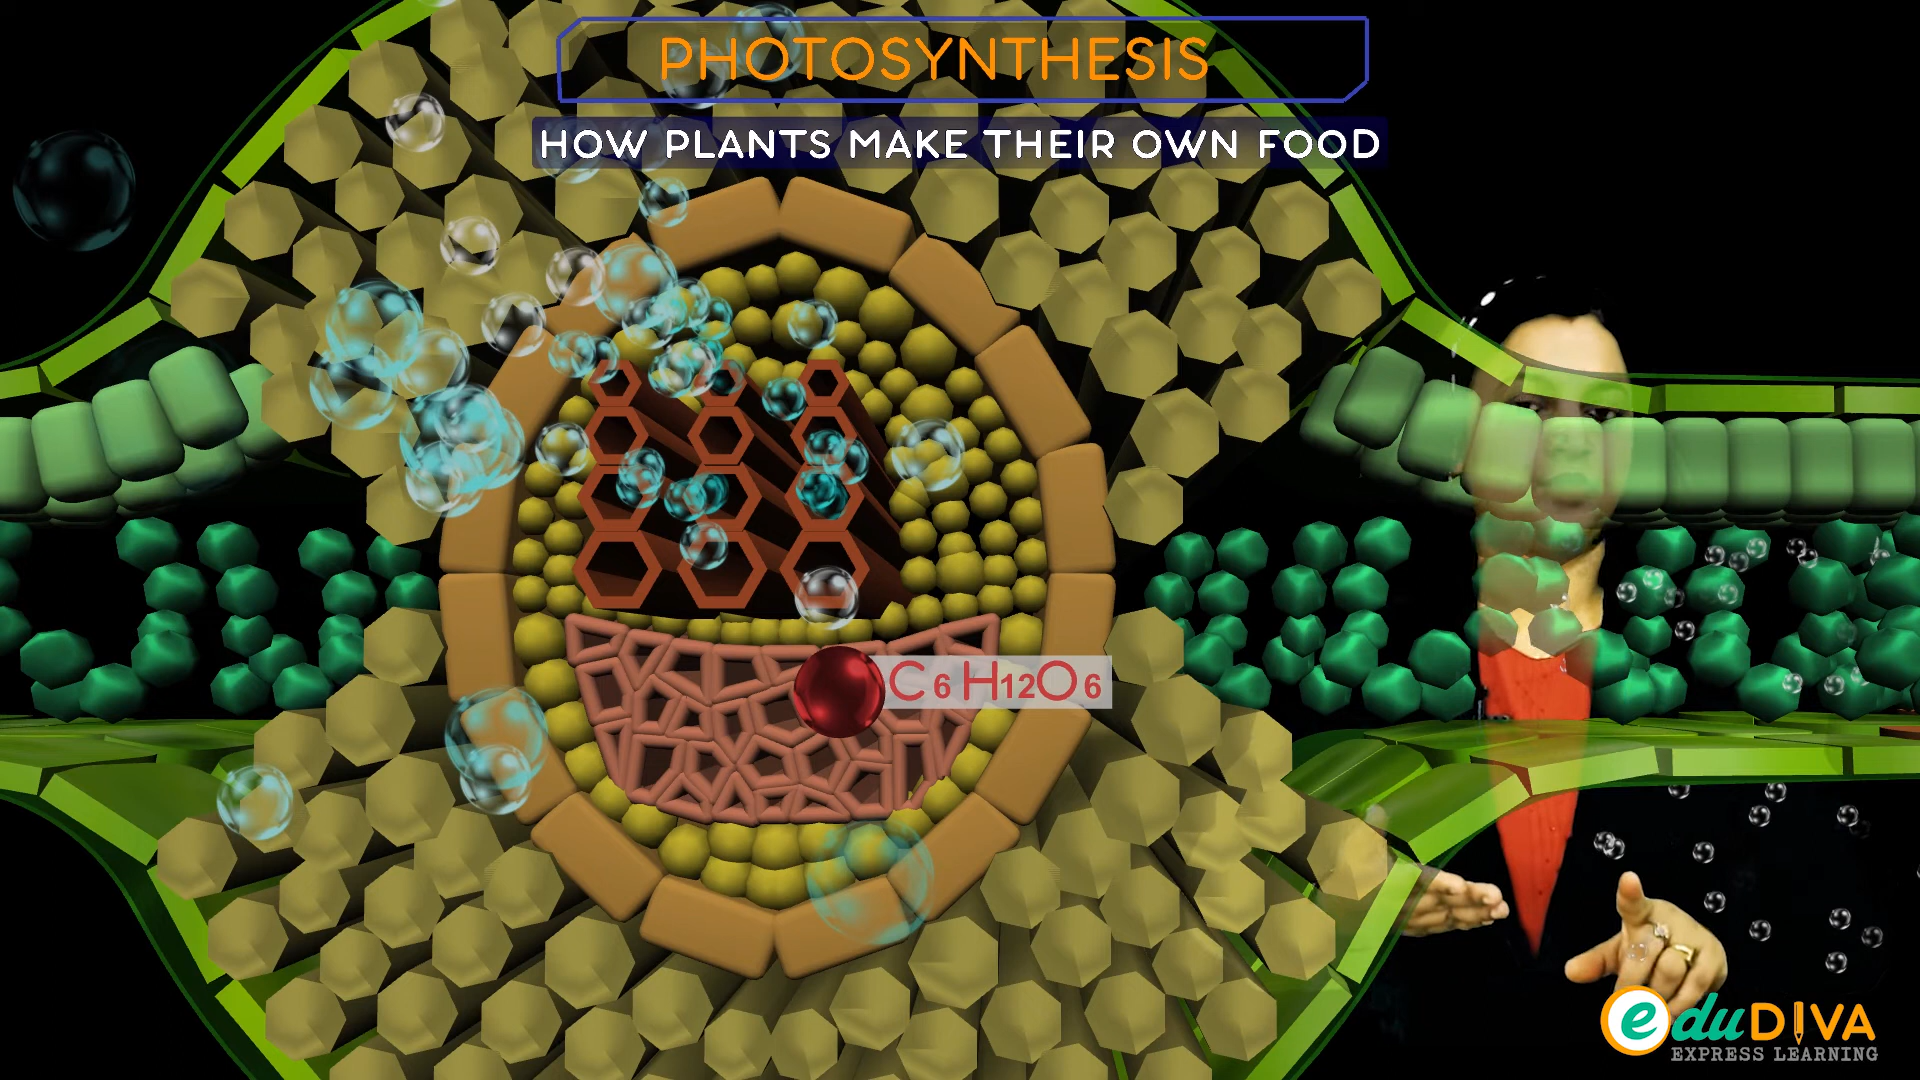 PHOTOSYNTHESIS
HOW PLANTS MAKE THEIR OWN FOOD
C6H12O6
eduDIVA
EXPRESS LEARNING